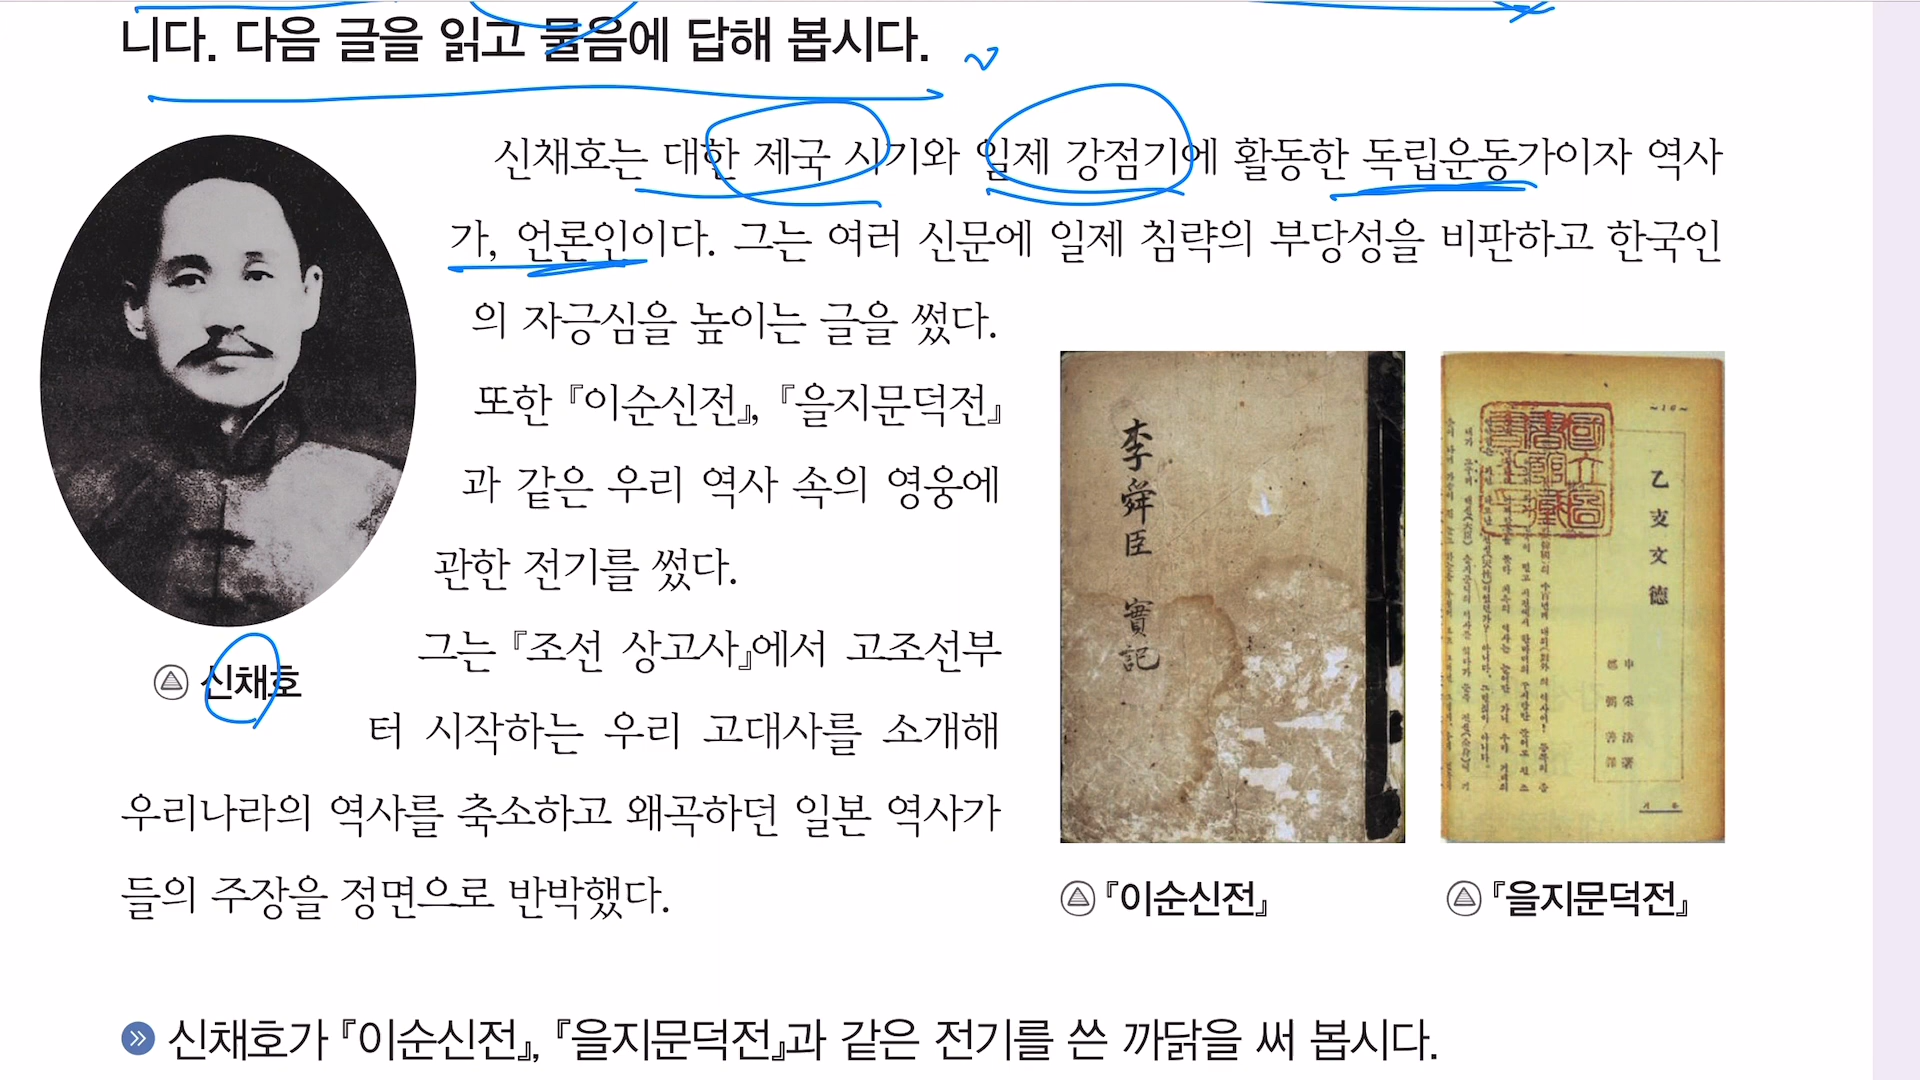 니다. 다음 글을 읽고 물음에 답해 봅시다.
신채호는 대한 제국 시기와 일제 강점기에 활동한 독립운동가이자 역사
가, 언론인이다. 그는 여러 신문에 일제 침략의 부당성을 비판하고 한국인
의 자긍심을 높이는 글을 썼다.
또한 『이순신전』, 『을지문덕전』
과 같은 우리 역사 속의 영웅에
관한 전기를 썼다.
그는 『조선 상고사』에서 고조선부
터 시작하는 우리 고대사를 소개해
우리나라의 역사를 축소하고 왜곡하던 일본 역사가
들의 주장을 정면으로 반박했다.
신채호
李舜臣 實記
乙支文德
~16~
『이순신전』
『을지문덕전』
신채호가 『이순신전』, 『을지문덕전』과 같은 전기를 쓴 까닭을 써 봅시다.